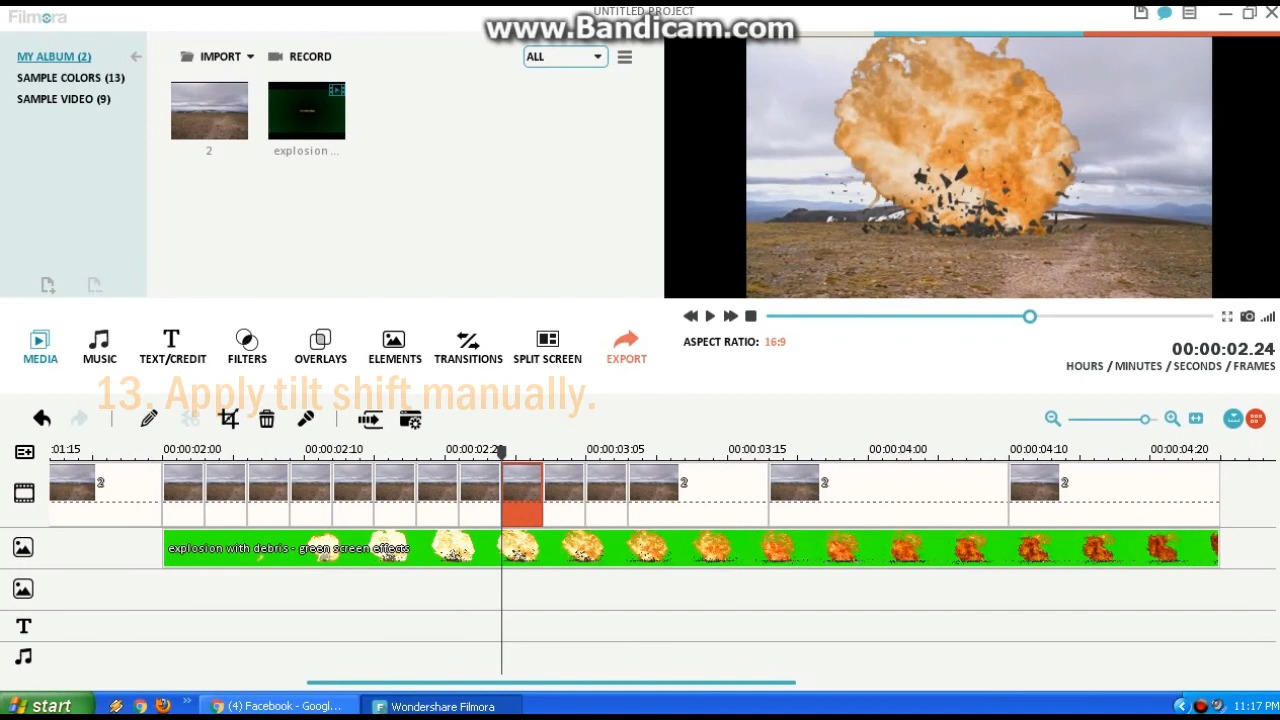 Filmora
UNTITLED PROJECT
www.Bandicam.com
MY ALBUM (2)
SAMPLE COLORS (13)
SAMPLE VIDEO (9)
IMPORT
RECORD
ALL
2
explosion ...
MEDIA
MUSIC
TEXT/CREDIT
FILTERS
OVERLAYS
ELEMENTS
TRANSITIONS
SPLIT SCREEN
EXPORT
ASPECT RATIO: 16:9
00:00:02.24
HOURS / MINUTES / SECONDS / FRAMES
13. Apply tilt shift manually.
:01:15
00:00:02:00
00:00:02:10
00:00:02:2
00:00:03:05
00:00:03:15
00:00:04:00
00:00:04:10
00:00:04:20
2
2
2
2
explosion with debris - green screen effects
T
start
(4) Facebook - Googl...
Wondershare Filmora
11:17 PM